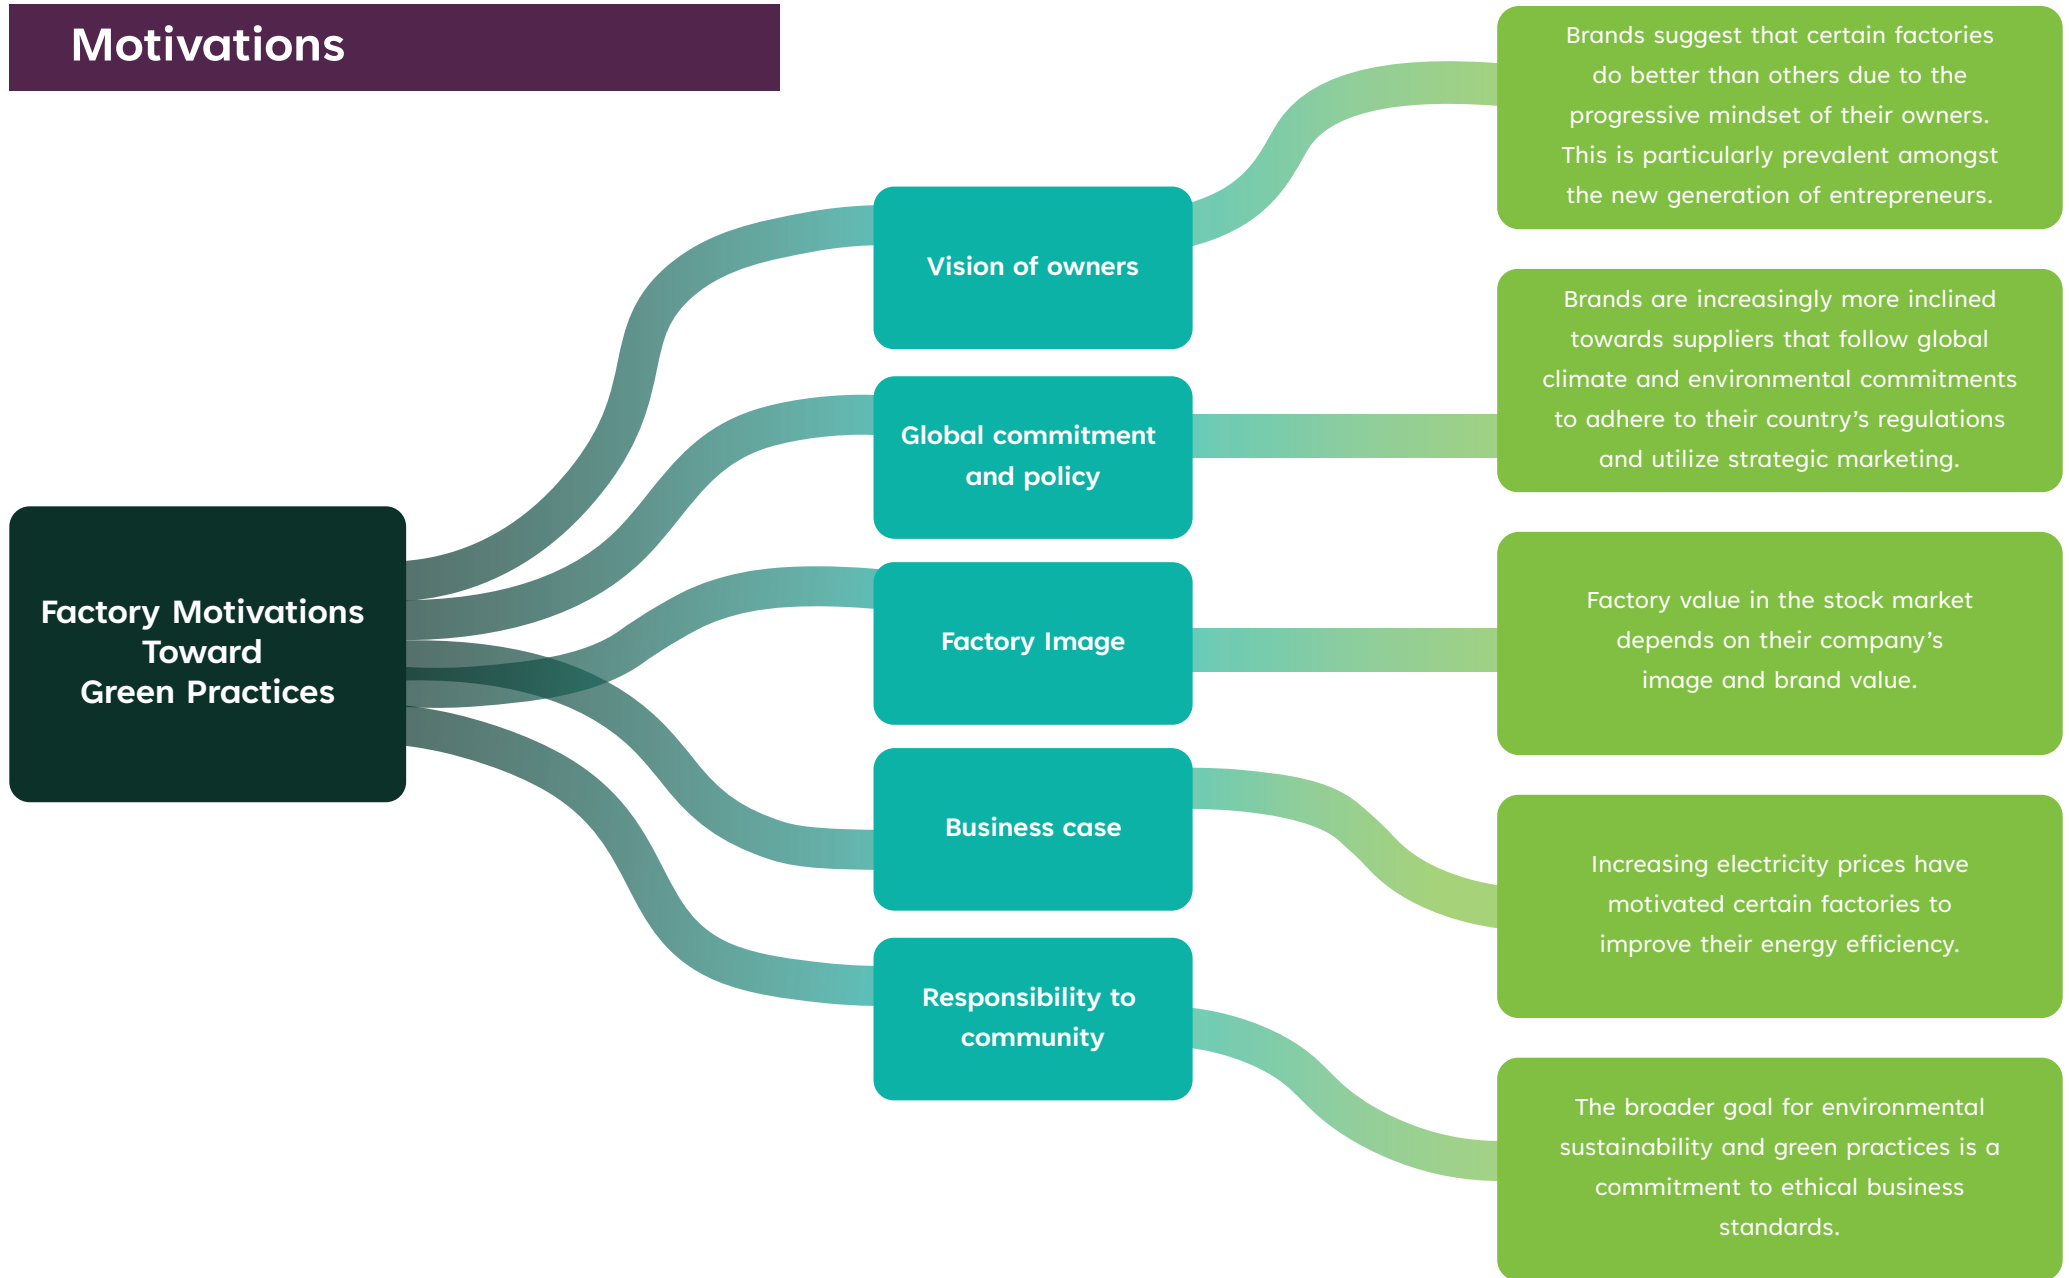 Motivations
Factory Motivations
Toward
Green Practices
Vision of owners
Global commitment
and policy
Factory Image
Business case
Responsibility to
community
Brands suggest that certain factories
do better than others due to the
progressive mindset of their owners.
This is particularly prevalent amongst
the new generation of entrepreneurs.
Brands are increasingly more inclined
towards suppliers that follow global
climate and environmental commitments
to adhere to their country’s regulations
and utilize strategic marketing.
Factory value in the stock market
depends on their company’s
image and brand value.
Increasing electricity prices have
motivated certain factories to
improve their energy efficiency.
The broader goal for environmental
sustainability and green practices is a
commitment to ethical business
standards.